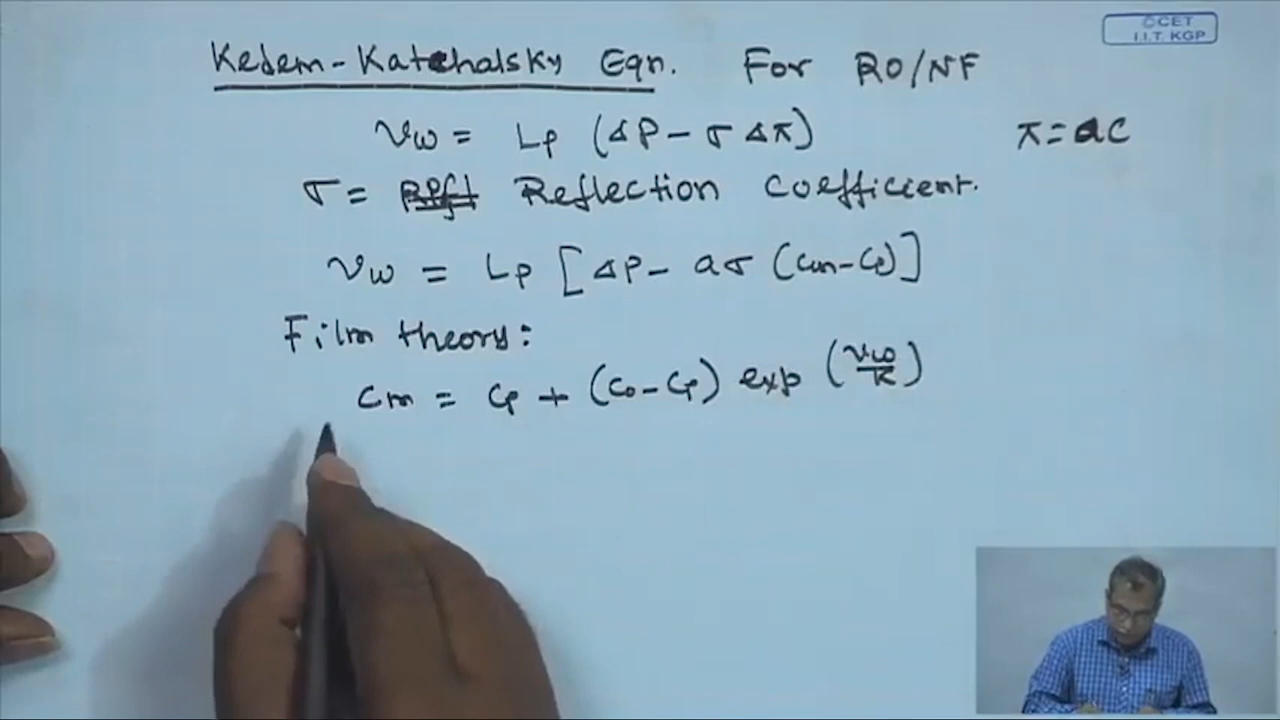 Kedem-Katchalsky Eqn. For RO/NF
©CET
I.I.T. KGP
vw = Lp (ΔP - σ Δπ)
π = ac
σ = Reflection Coefficient.
vw = Lp [ΔP - aσ (Cm-Cp)]
Film theory:
Cm = Cp + (Co-Cp) exp (vw/k)